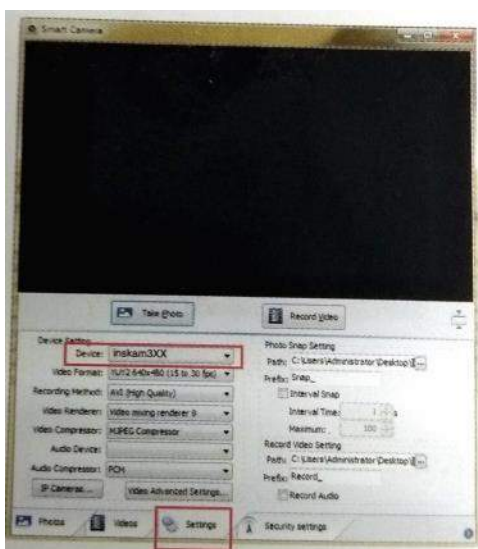 Smart Camera
Take Photo
Record Video
Device Setting
Device: inskam3XX
Video Format: YUY2 640x480 (15 to 30 fps)
Recording Method: AVI (High Quality)
Video Renderer: Video mixing renderer 9
Video Compressor: MJPEG Compressor
Audio Device:
Audio Compressor: PCM
IP Cameras...
Video Advanced Settings...
Photo Snap Setting
Path: C:\Users\Administrator\Desktop\
...
Prefix: Snap_
Interval Snap
Interval Time: 1 s
Maximum: 100
Record Video Setting
Path: C:\Users\Administrator\Desktop\
...
Prefix: Record_
Record Audio
Photos
Videos
Settings
Security settings